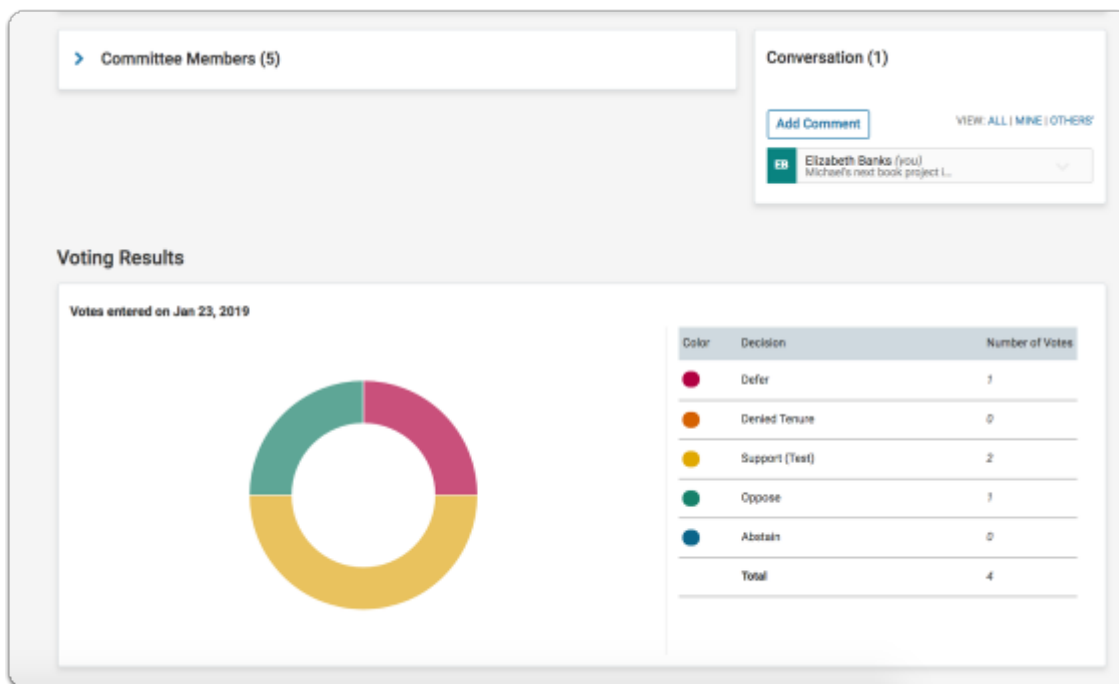 Committee Members (5)
Conversation (1)
Add Comment
VIEW: ALL | MINE | OTHERS'
EB
Elizabeth Banks (you)
Michael's next book project i...
Voting Results
Votes entered on Jan 23, 2019
Color Decision Number of Votes
Defer 1
Denied Tenure 0
Support (Test) 2
Oppose 1
Abstain 0
Total 4